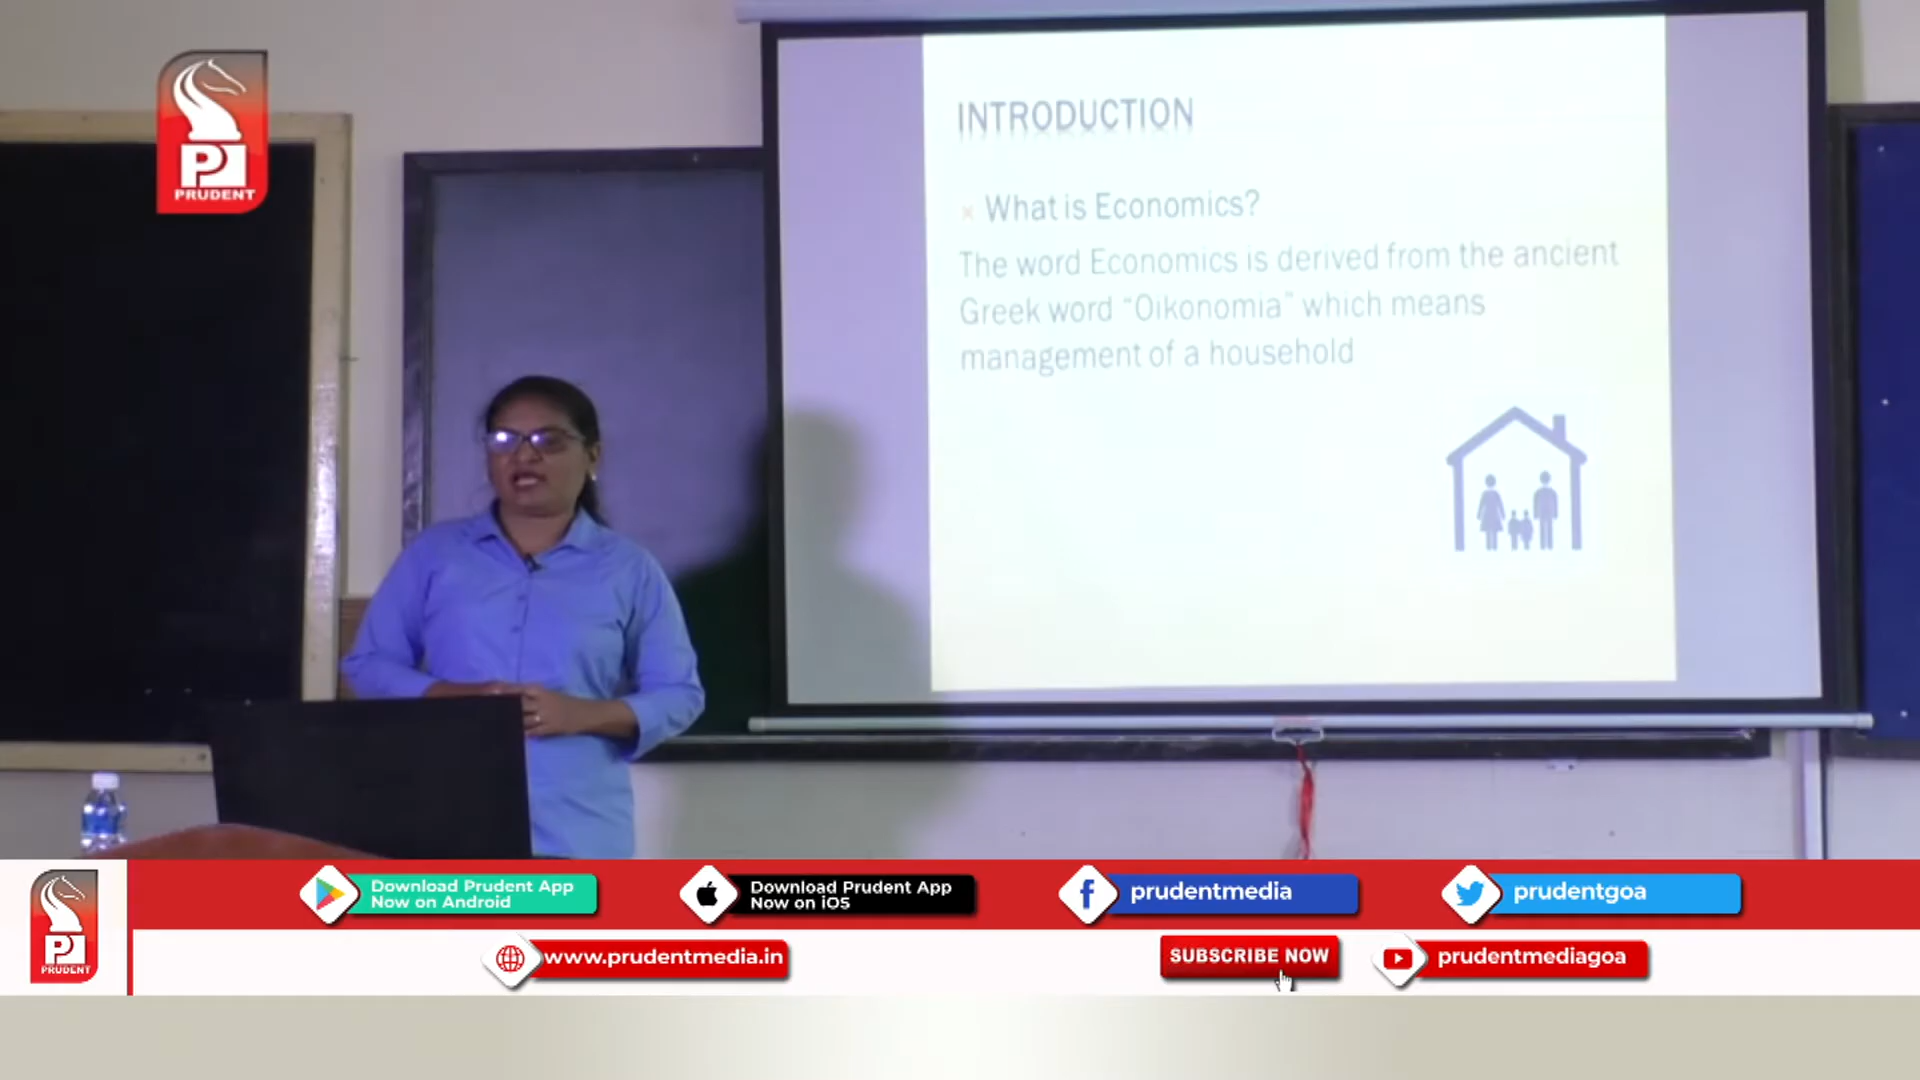 PRUDENT
INTRODUCTION
What is Economics?
The word Economics is derived from the ancient
Greek word "Oikonomia" which means
management of a household
PRUDENT
Download Prudent App
Now on Android
Download Prudent App
Now on iOS
prudentmedia
prudentgoa
www.prudentmedia.in
SUBSCRIBE NOW
prudentmediagoa